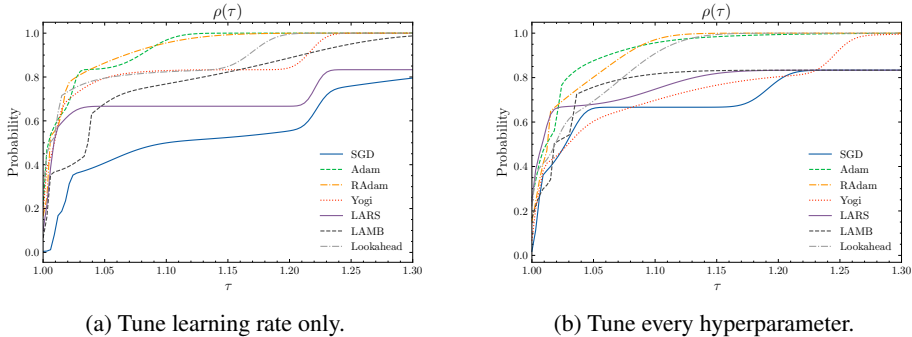 ρ(τ)
1.0
0.8
0.6
0.4
0.2
0.0
Probability
SGD
Adam
RAdam
Yogi
LARS
LAMB
Lookahead
1.00
1.05
1.10
1.15
1.20
1.25
1.30
τ
(a) Tune learning rate only.
ρ(τ)
1.0
0.8
0.6
0.4
0.2
0.0
Probability
SGD
Adam
RAdam
Yogi
LARS
LAMB
Lookahead
1.00
1.05
1.10
1.15
1.20
1.25
1.30
τ
(b) Tune every hyperparameter.